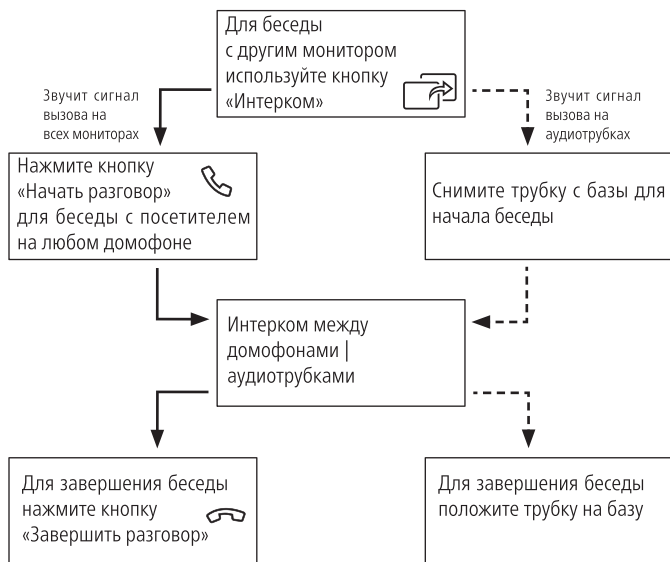 Для беседы
с другим монитором
используйте кнопку
«Интерком»
Звучит сигнал
вызова на
всех мониторах
Звучит сигнал
вызова на
аудиотрубках
Нажмите кнопку
«Начать разговор»
для беседы с посетителем
на любом домофоне
Снимите трубку с базы для
начала беседы
Интерком между
домофонами |
аудиотрубками
Для завершения беседы
нажмите кнопку
«Завершить разговор»
Для завершения беседы
положите трубку на базу